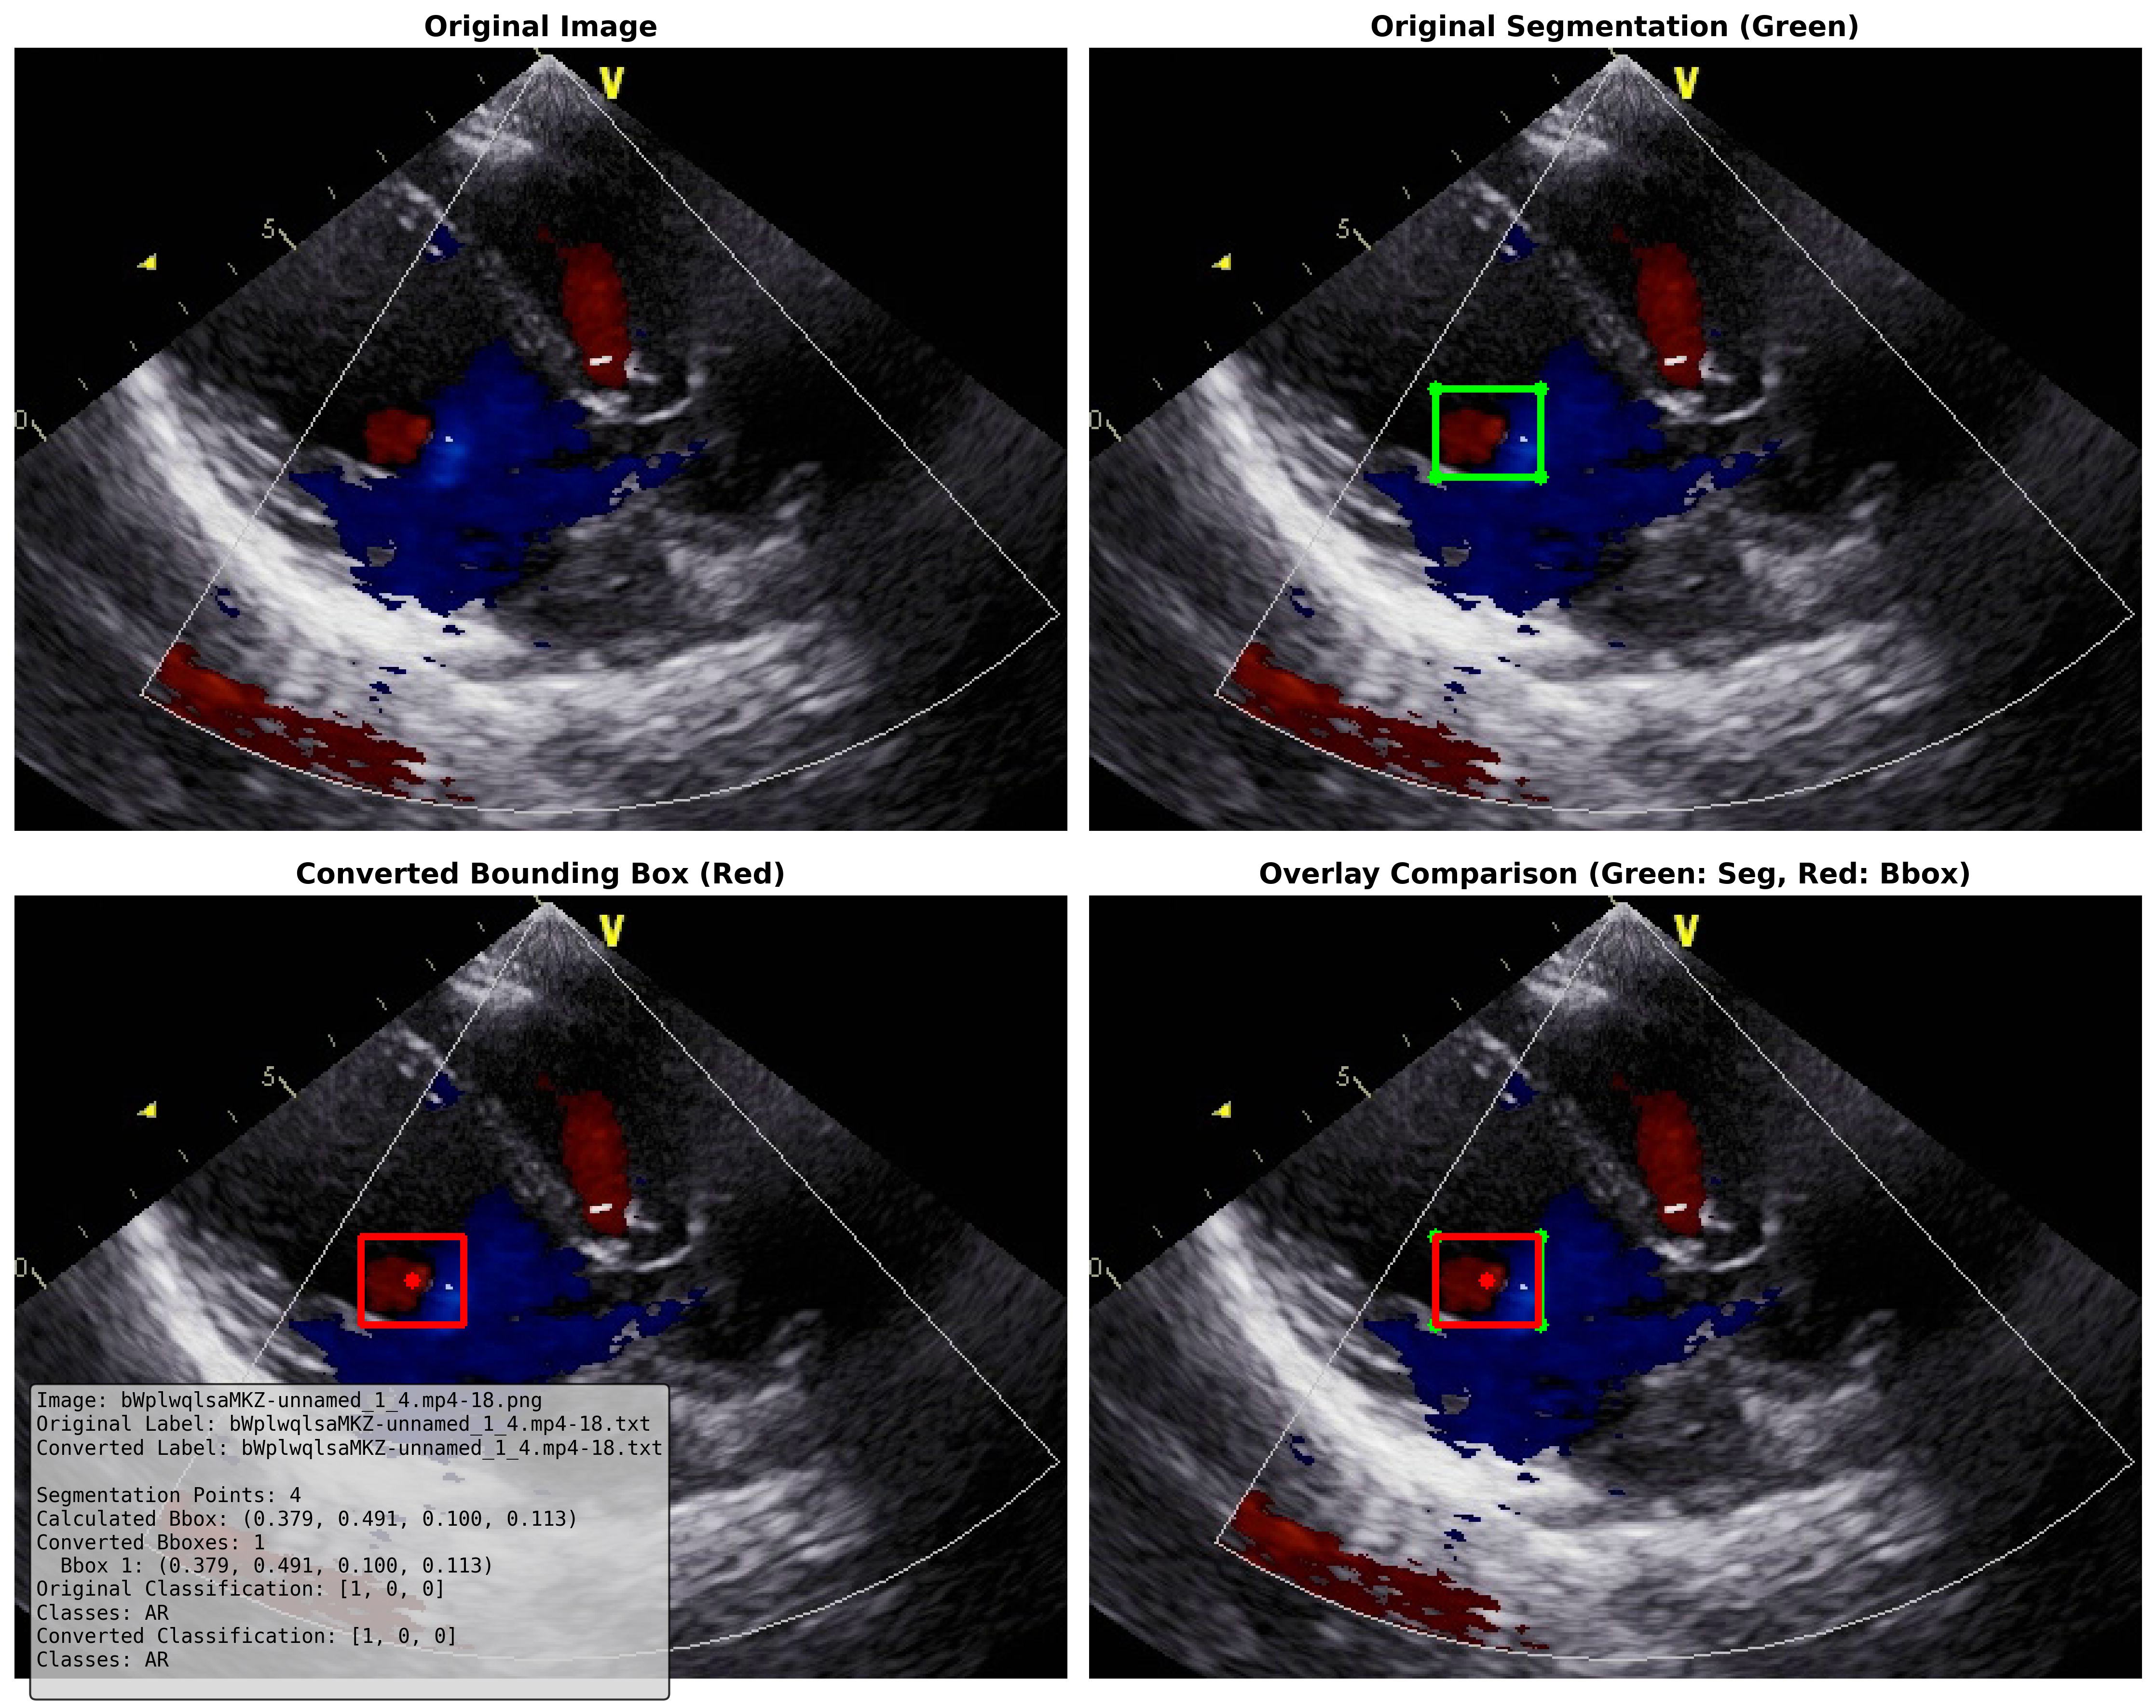 Original Image
Original Segmentation (Green)
V
5
0
V
5
0
Converted Bounding Box (Red)
Overlay Comparison (Green: Seg, Red: Bbox)
V
5
0
V
5
0
Image: bWplwqlsaMKZ-unnamed_1_4.mp4-18.png
Original Label: bWplwqlsaMKZ-unnamed_1_4.mp4-18.txt
Converted Label: bWplwqlsaMKZ-unnamed_1_4.mp4-18.txt
Segmentation Points: 4
Calculated Bbox: (0.379, 0.491, 0.100, 0.113)
Converted Bboxes: 1
Bbox 1: (0.379, 0.491, 0.100, 0.113)
Original Classification: [1, 0, 0]
Classes: AR
Converted Classification: [1, 0, 0]
Classes: AR